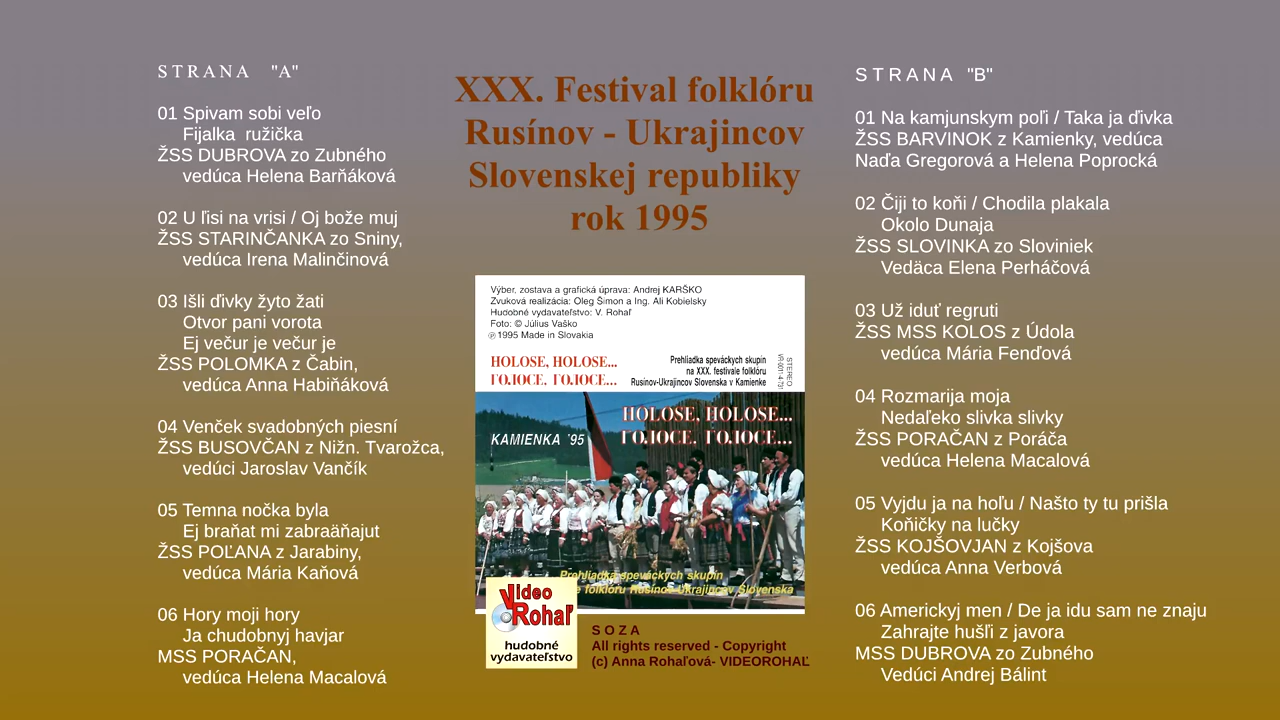 S T R A N A "A"
01 Spivam sobi veľo
Fijalka ružička
ŽSS DUBROVA zo Zubného
vedúca Helena Barňáková
02 U ľisi na vrisi / Oj bože muj
ŽSS STARINČANKA zo Sniny,
vedúca Irena Malinčinová
03 Išli ďivky žyto žati
Otvor pani vorota
Ej večur je večur je
ŽSS POLOMKA z Čabin,
vedúca Anna Habiňáková
04 Venček svadobných piesní
ŽSS BUSOVČAN z Nižn. Tvarožca,
vedúci Jaroslav Vančík
05 Temna nočka byla
Ej braňat mi zabraäňajut
ŽSS POĽANA z Jarabiny,
vedúca Mária Kaňová
06 Hory moji hory
Ja chudobnyj havjar
MSS PORAČAN,
vedúca Helena Macalová
XXX. Festival folklóru
Rusínov - Ukrajincov
Slovenskej republiky
rok 1995
Výber, zostava a grafická úprava: Andrej KARŠKO
Zvuková realizácia: Oleg Šimon a Ing. Ali Kobielsky
Hudobné vydavateľstvo: V. Rohaľ
Foto: © Július Vaško
℗ 1995 Made in Slovakia
HOLOSE, HOLOSE...
ГОЛОСЕ, ГОЛОСЕ...
Prehliadka speváckych skupín
na XXX. festivale folklóru
Rusínov-Ukrajincov Slovenska v Kamienke
STEREO
HOLOSE, HOLOSE...
ГОЛОСЕ, ГОЛОСЕ...
KAMIENKA '95
Prehliadka speváckych skupín
folklóru Rusínov-Ukrajincov Slovenska
Video
Rohaľ
hudobné
vydavateľstvo
S O Z A
All rights reserved - Copyright
(c) Anna Rohaľová- VIDEOROHAĽ
S T R A N A "B"
01 Na kamjunskym poľi / Taka ja ďivka
ŽSS BARVINOK z Kamienky, vedúca
Naďa Gregorová a Helena Poprocká
02 Čiji to koňi / Chodila plakala
Okolo Dunaja
ŽSS SLOVINKA zo Sloviniek
Vedäca Elena Perháčová
03 Už iduť regruti
ŽSS MSS KOLOS z Údola
vedúca Mária Fenďová
04 Rozmarija moja
Nedaľeko slivka slivky
ŽSS PORAČAN z Poráča
vedúca Helena Macalová
05 Vyjdu ja na hoľu / Našto ty tu prišla
Koňičky na lučky
ŽSS KOJŠOVJAN z Kojšova
vedúca Anna Verbová
06 Americkyj men / De ja idu sam ne znaju
Zahrajte hušľi z javora
MSS DUBROVA zo Zubného
Vedúci Andrej Bálint